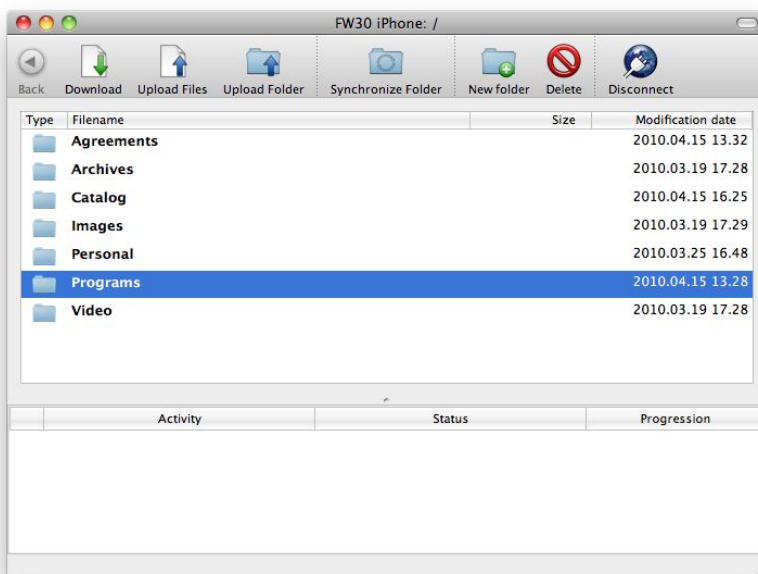 FW30 iPhone: /
Back Download Upload Files Upload Folder Synchronize Folder New folder Delete Disconnect
Type Filename Size Modification date
Agreements 2010.04.15 13.32
Archives 2010.03.19 17.28
Catalog 2010.04.15 16.25
Images 2010.03.19 17.29
Personal 2010.03.25 16.48
Programs 2010.04.15 13.28
Video 2010.03.19 17.28
Activity Status Progression